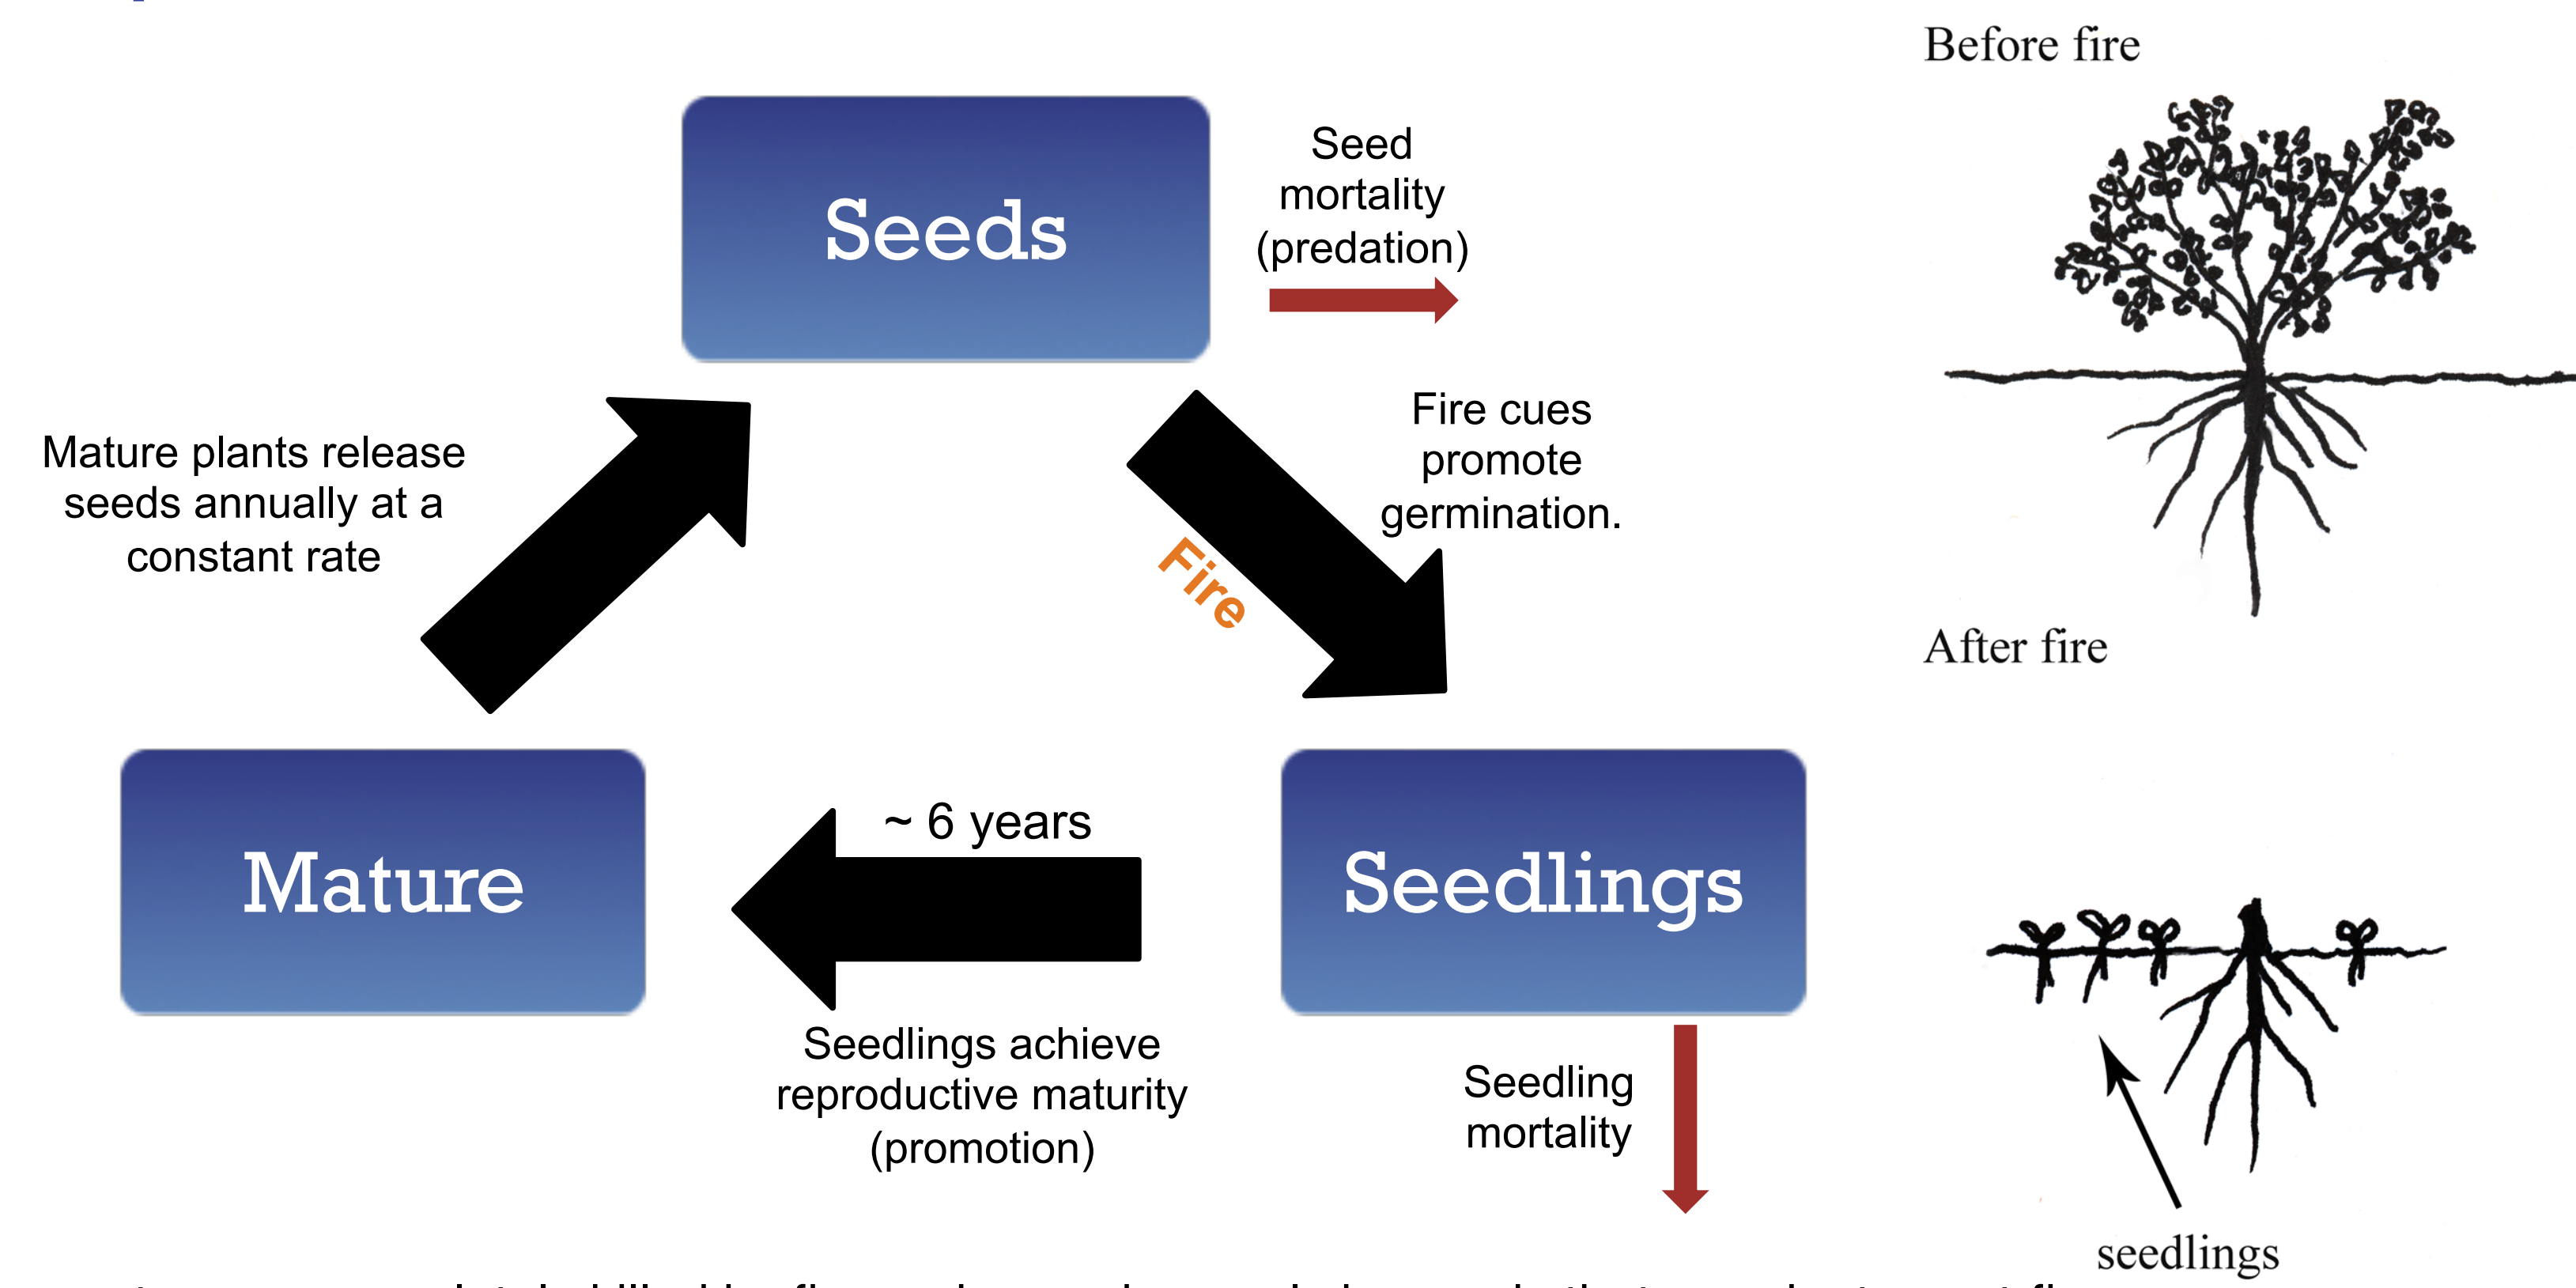 Before fire
Seeds
Seed
mortality
(predation)
Mature plants release
seeds annually at a
constant rate
Fire cues
promote
germination.
Fire
After fire
Mature
~ 6 years
Seedlings achieve
reproductive maturity
(promotion)
Seedlings
Seedling
mortality
seedlings